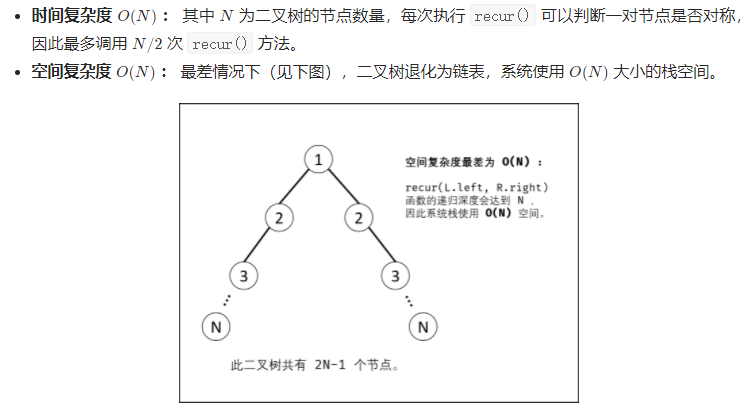 • 时间复杂度 O(N) ： 其中 N 为二叉树的节点数量，每次执行 recur() 可以判断一对节点是否对称，
因此最多调用 N/2 次 recur() 方法。
• 空间复杂度 O(N) ： 最差情况下（见下图），二叉树退化为链表，系统使用 O(N) 大小的栈空间。
1
空间复杂度最差为 O(N) ：
recur(L.left, R.right)
函数的递归深度会达到 N ，
因此系统栈使用 O(N) 空间。
2 2
3 3
N N
此二叉树共有 2N-1 个节点。